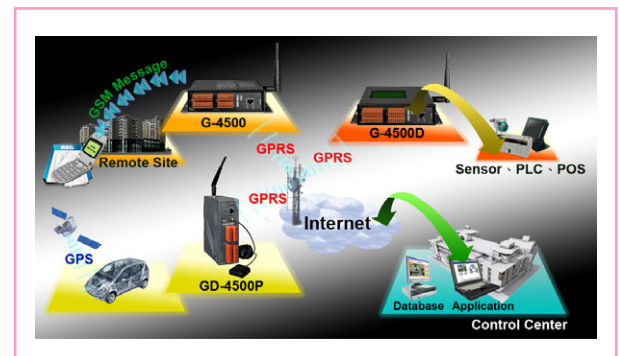 GSM Message
G-4500
G-4500D
MAIL
Remote Site
GPRS
GPRS
Sensor、PLC、POS
GPRS
Internet
GPS
GD-4500P
Database Application
Control Center